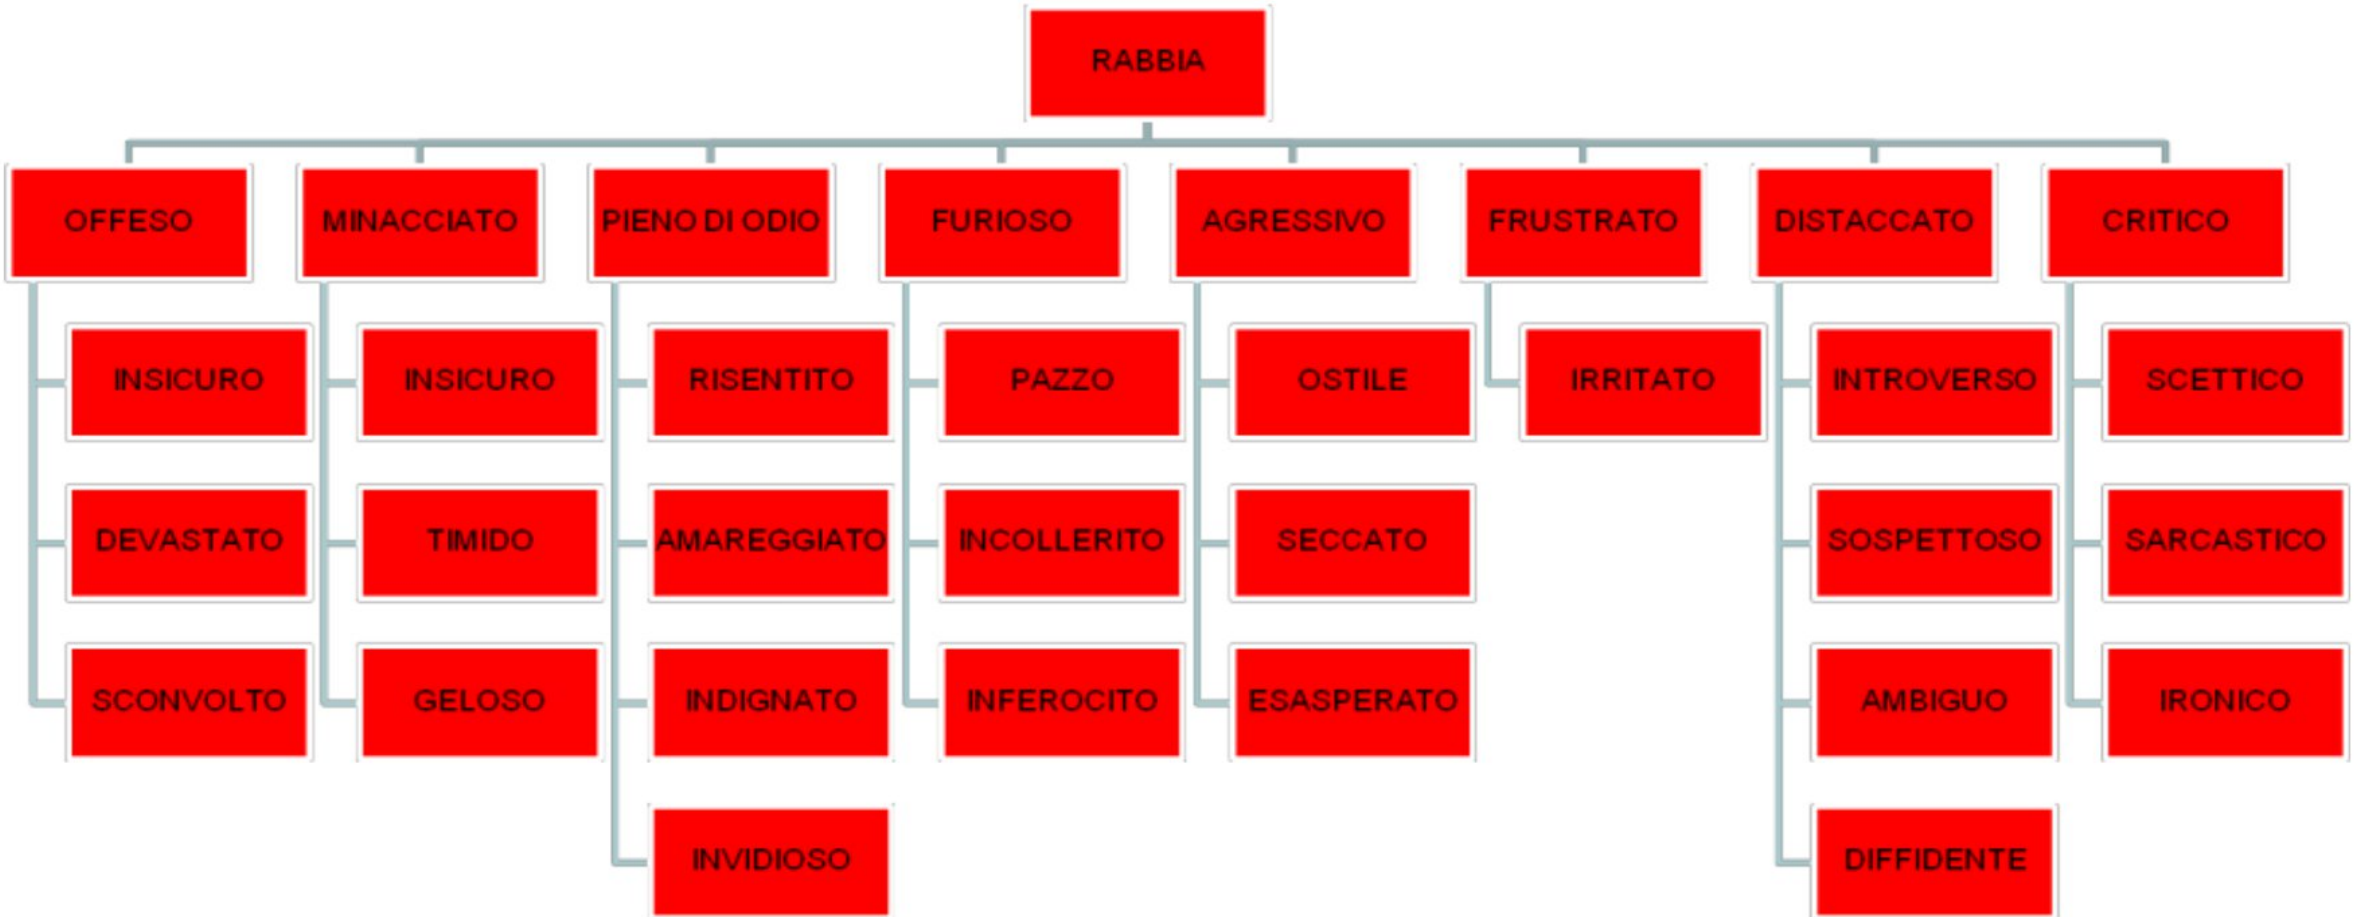 RABBIA
OFFESO
MINACCIATO
PIENO DI ODIO
FURIOSO
AGRESSIVO
FRUSTRATO
DISTACCATO
CRITICO
INSICURO
INSICURO
RISENTITO
PAZZO
OSTILE
IRRITATO
INTROVERSO
SCETTICO
DEVASTATO
TIMIDO
AMAREGGIATO
INCOLLERITO
SECCATO
SOSPETTOSO
SARCASTICO
SCONVOLTO
GELOSO
INDIGNATO
INFEROCITO
ESASPERATO
AMBIGUO
IRONICO
INVIDIOSO
DIFFIDENTE